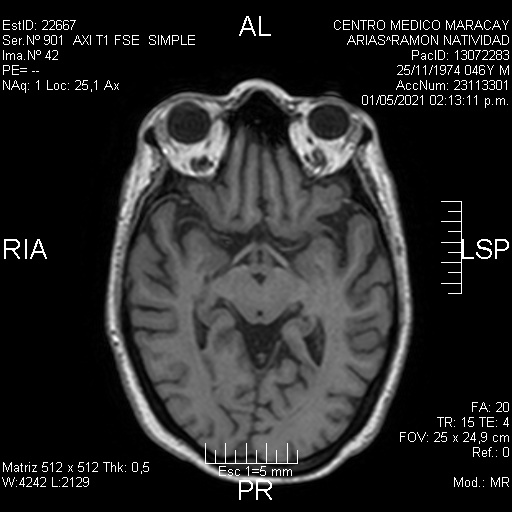 EstID: 22667
Ser.Nº 901 AXI T1 FSE SIMPLE
Ima.Nº 42
PE= --
NAq: 1 Loc: 25,1 Ax
AL
CENTRO MEDICO MARACAY
ARIAS^RAMON NATIVIDAD
PacID: 13072283
25/11/1974 046Y M
AccNum: 23113301
01/05/2021 02:13:11 p.m.
RIA
LSP
FA: 20
TR: 15 TE: 4
FOV: 25 x 24,9 cm
Ref.: 0
Matriz 512 x 512 Thk: 0,5
W:4242 L:2129
Esc 1=5 mm
PR
Mod.: MR